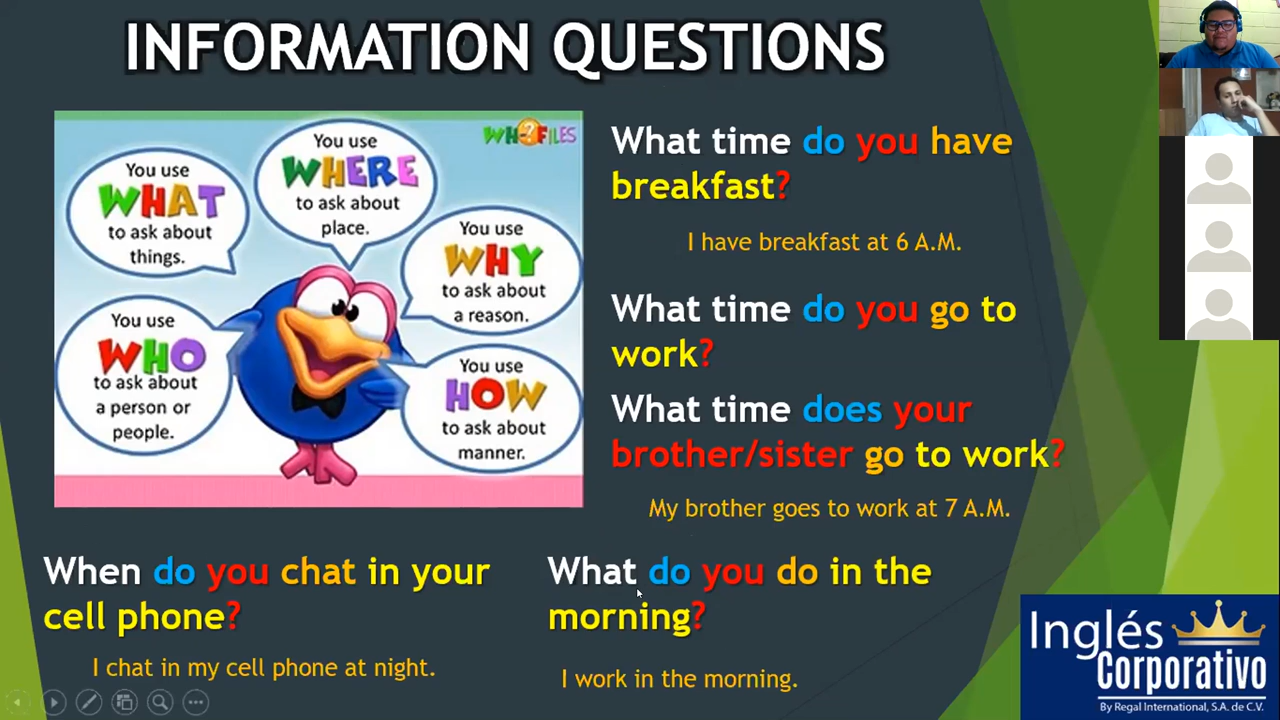 INFORMATION QUESTIONS
WH?FILES
You use
WHAT
to ask about
things.
You use
WHERE
to ask about
place.
You use
WHY
to ask about
a reason.
You use
WHO
to ask about
a person or
people.
You use
HOW
to ask about
manner.
What time do you have
breakfast?
I have breakfast at 6 A.M.
What time do you go to
work?
What time does your
brother/sister go to work?
My brother goes to work at 7 A.M.
When do you chat in your
cell phone?
I chat in my cell phone at night.
What do you do in the
morning?
I work in the morning.
Inglés
Corporativo
By Regal International, S.A. de C.V.